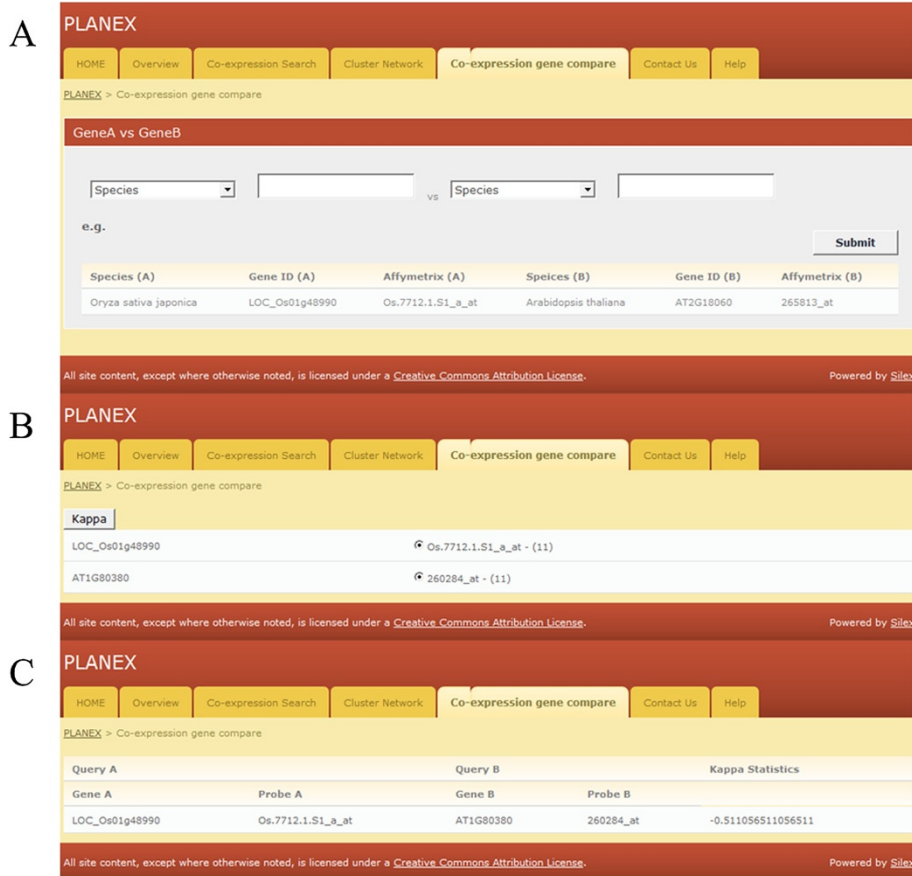 A
PLANEX
HOME Overview Co-expression Search Cluster Network Co-expression gene compare Contact Us Help
PLANEX > Co-expression gene compare
GeneA vs GeneB
Species vs Species
e.g.
Submit
Species (A) Gene ID (A) Affymetrix (A) Speices (B) Gene ID (B) Affymetrix (B)
Oryza sativa japonica LOC_Os01g48990 Os.7712.1.S1_a_at Arabidopsis thaliana AT2G18060 265813_at
All site content, except where otherwise noted, is licensed under a Creative Commons Attribution License. Powered by Silex
B
PLANEX
HOME Overview Co-expression Search Cluster Network Co-expression gene compare Contact Us Help
PLANEX > Co-expression gene compare
Kappa
LOC_Os01g48990 Os.7712.1.S1_a_at - (11)
AT1G80380 260284_at - (11)
All site content, except where otherwise noted, is licensed under a Creative Commons Attribution License. Powered by Silex
C
PLANEX
HOME Overview Co-expression Search Cluster Network Co-expression gene compare Contact Us Help
PLANEX > Co-expression gene compare
Query A Query B Kappa Statistics
Gene A Probe A Gene B Probe B
LOC_Os01g48990 Os.7712.1.S1_a_at AT1G80380 260284_at -0.511056511056511
All site content, except where otherwise noted, is licensed under a Creative Commons Attribution License. Powered by Silex